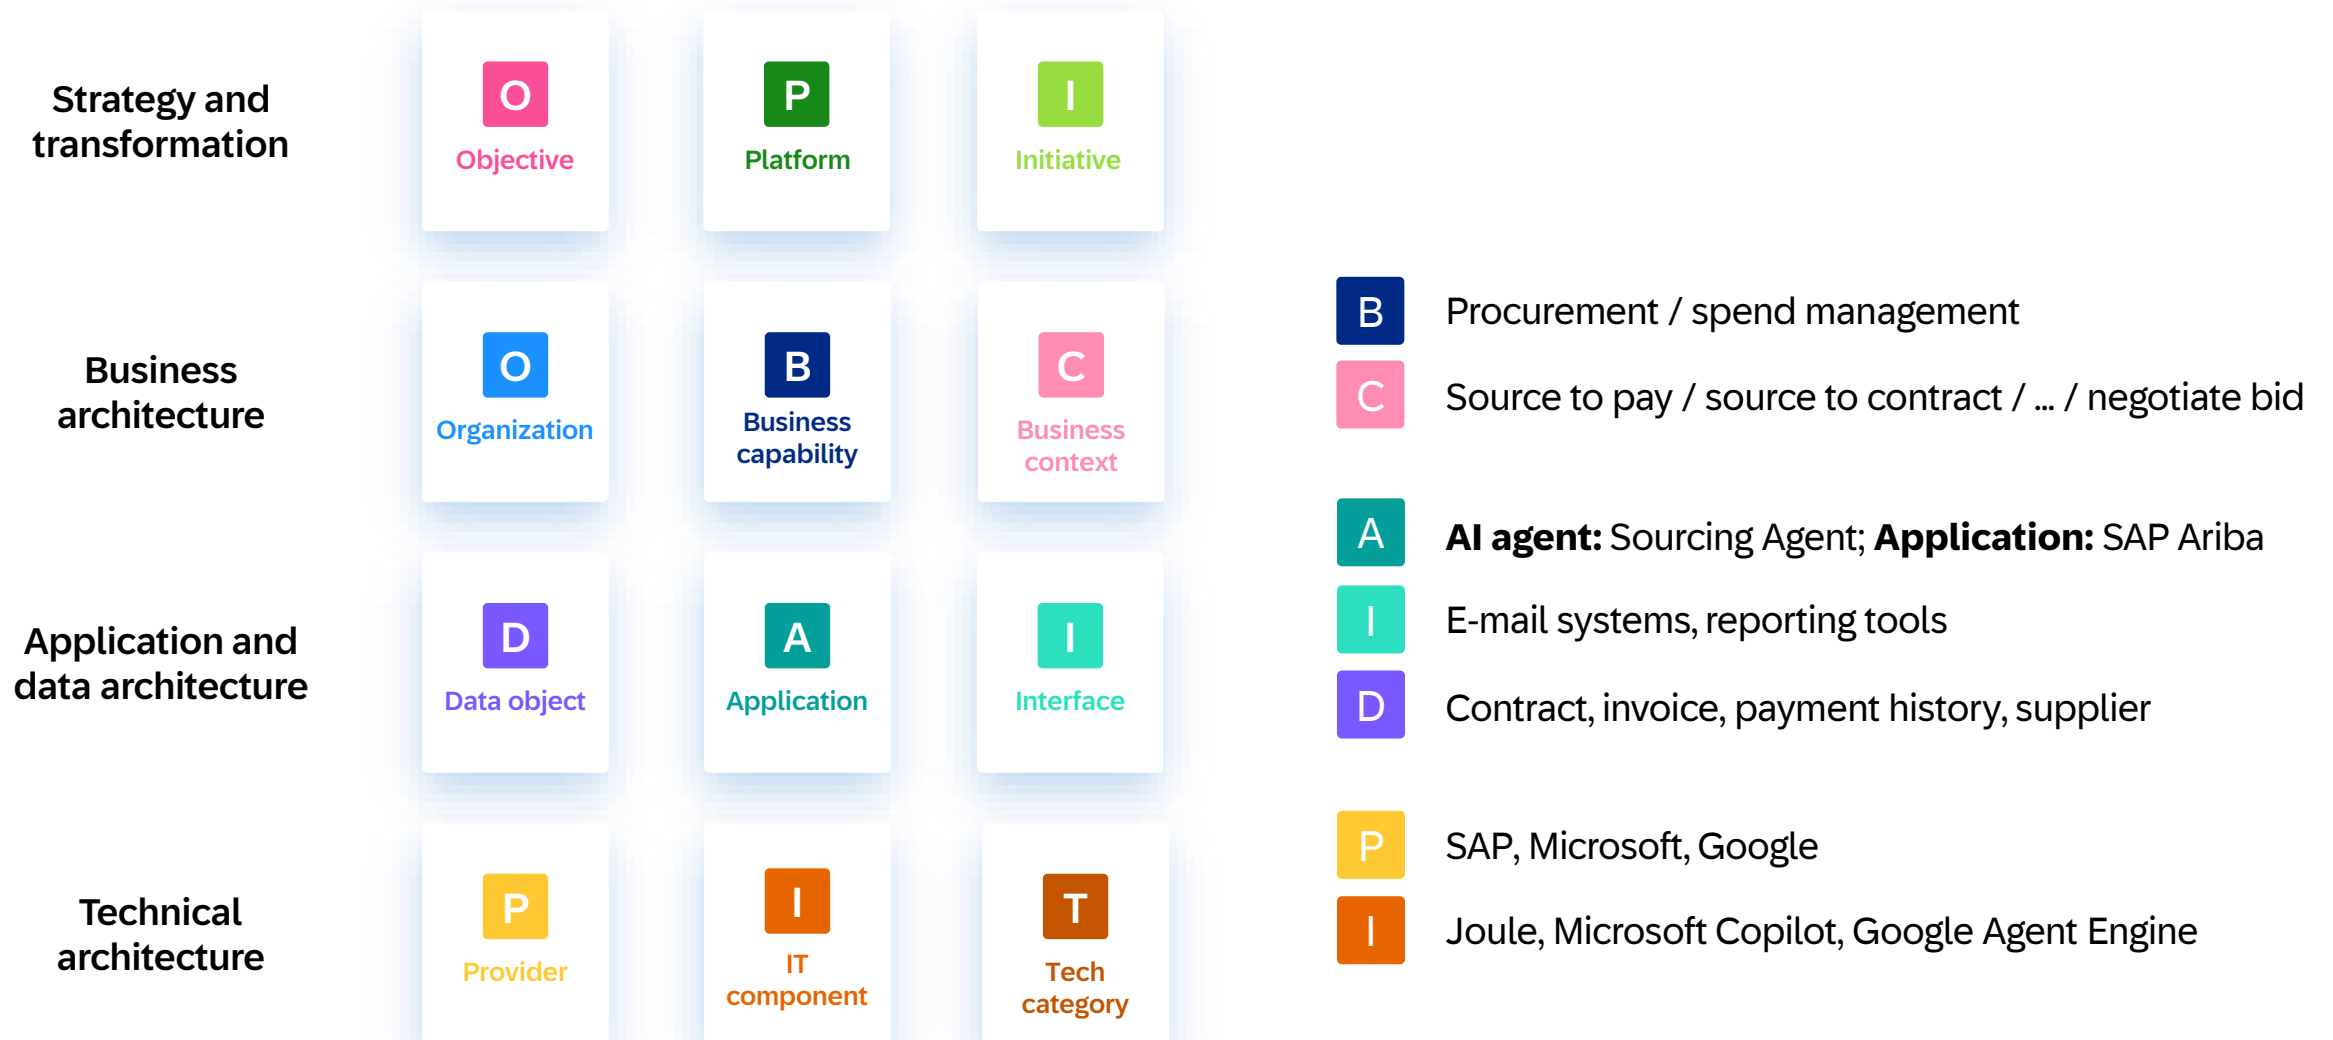 Strategy and
transformation
O
Objective
P
Platform
I
Initiative
Business
architecture
O
Organization
B
Business
capability
C
Business
context
Application and
data architecture
D
Data object
A
Application
I
Interface
Technical
architecture
P
Provider
I
IT
component
T
Tech
category
B
Procurement / spend management
C
Source to pay / source to contract / ... / negotiate bid
A
AI agent: Sourcing Agent; Application: SAP Ariba
I
E-mail systems, reporting tools
D
Contract, invoice, payment history, supplier
P
SAP, Microsoft, Google
I
Joule, Microsoft Copilot, Google Agent Engine